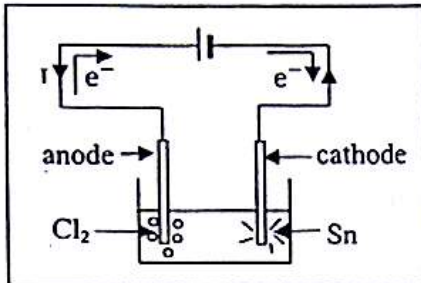 I e⁻ e⁻
anode cathode
Cl₂ Sn